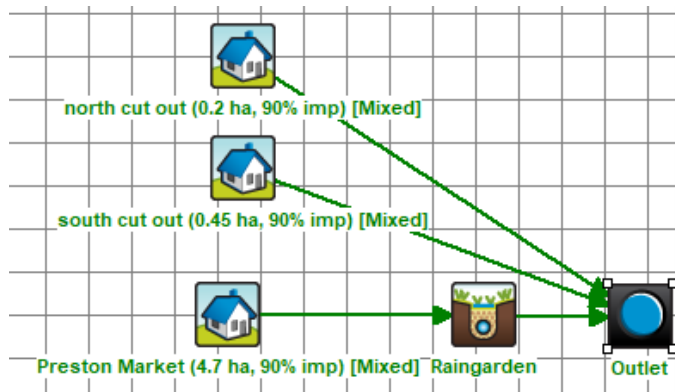 north cut out (0.2 ha, 90% imp) [Mixed]
south cut out (0.45 ha, 90% imp) [Mixed]
Preston Market (4.7 ha, 90% imp) [Mixed]
Raingarden
Outlet